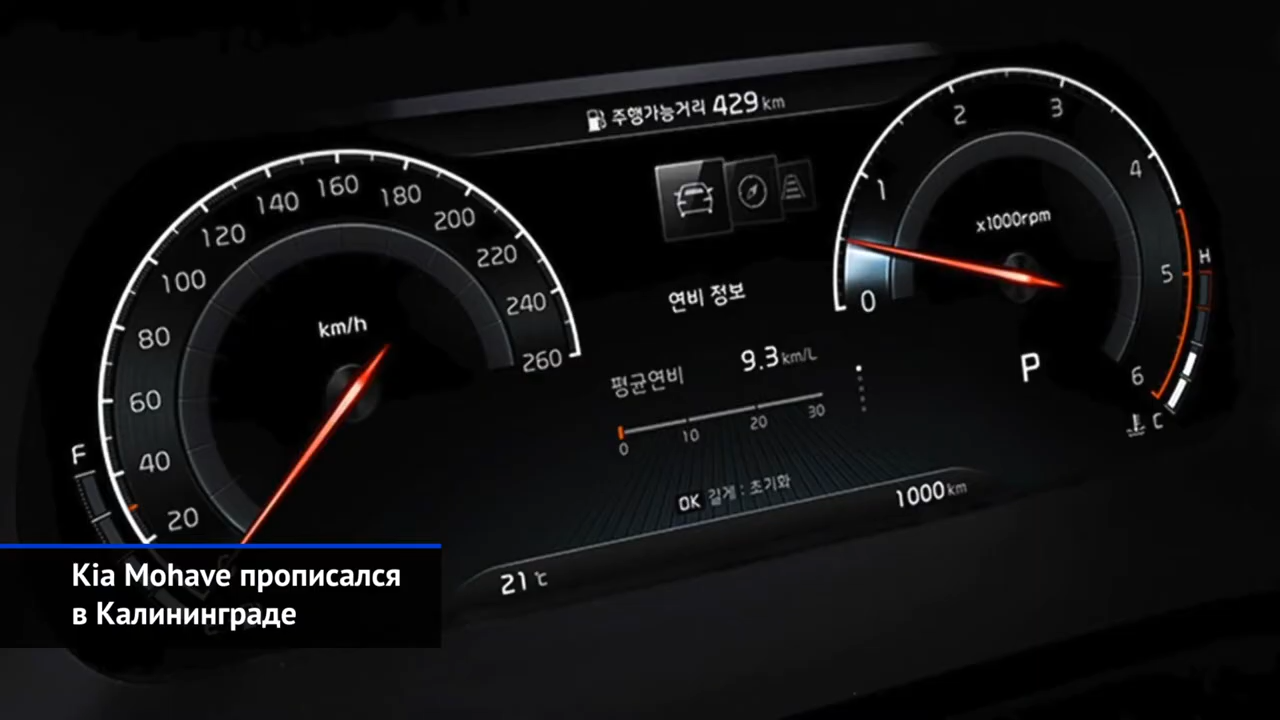 주행가능거리 429 km
160
140
180
120
200
100
220
80
240
60
260
40
20
km/h
F
연비 정보
평균연비 9.3 km/L
0 10 20 30
OK 길게 : 초기화
1000 km
21 ℃
2 3
1 4
x1000rpm
0 5
6
P
H
C
Kia Mohave прописался
в Калининграде